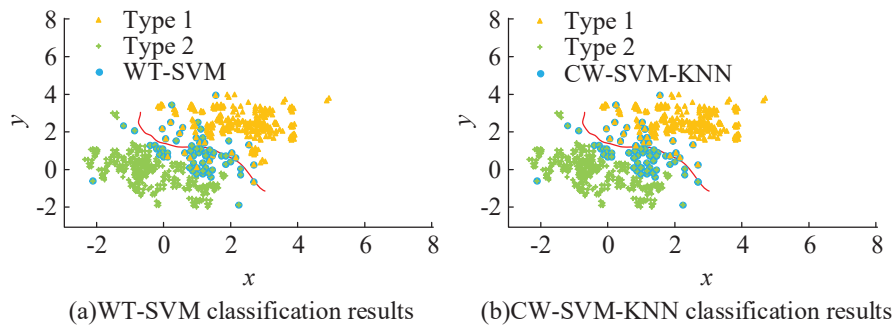 8
6
4
2
0
-2
y
Type 1
Type 2
WT-SVM
-2 0 2 4 6 8
x
(a)WT-SVM classification results
8
6
4
2
0
-2
y
Type 1
Type 2
CW-SVM-KNN
-2 0 2 4 6 8
x
(b)CW-SVM-KNN classification results